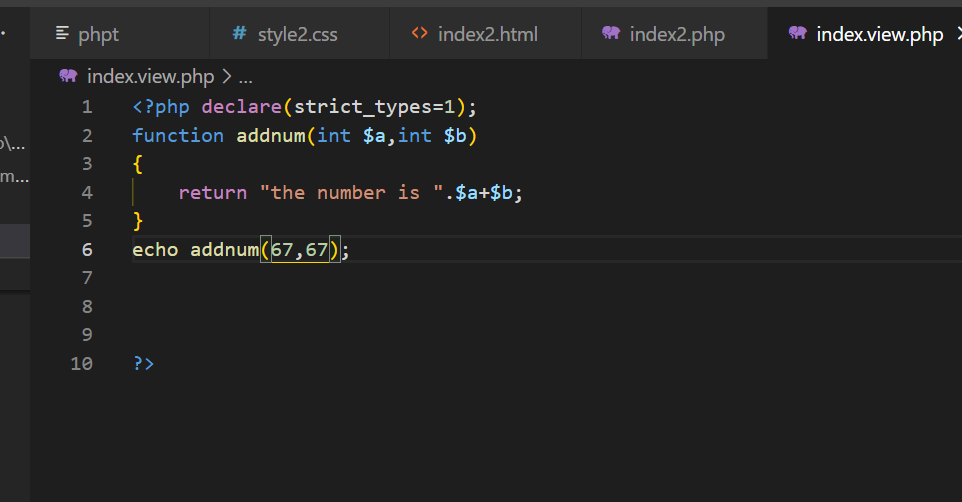 phpt # style2.css <> index2.html index2.php index.view.php
index.view.php > ...
1 <?php declare(strict_types=1);
2 function addnum(int $a,int $b)
3 {
4     return "the number is ".$a+$b;
5 }
6 echo addnum(67,67);
7
8
9
10 ?>
\...
m...